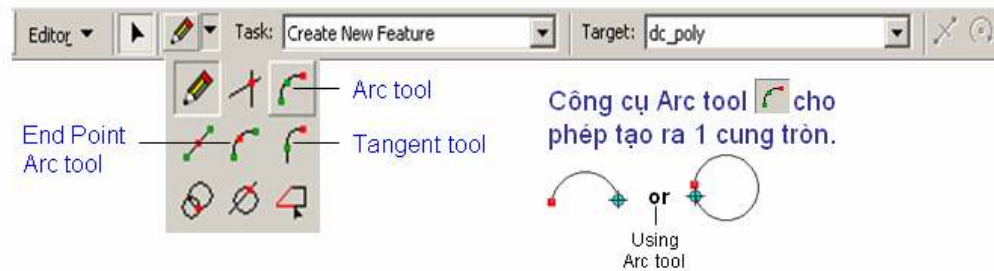 Editor Task: Create New Feature Target: dc_poly
Arc tool
End Point
Arc tool
Tangent tool
Công cụ Arc tool cho
phép tạo ra 1 cung tròn.
or
Using
Arc tool